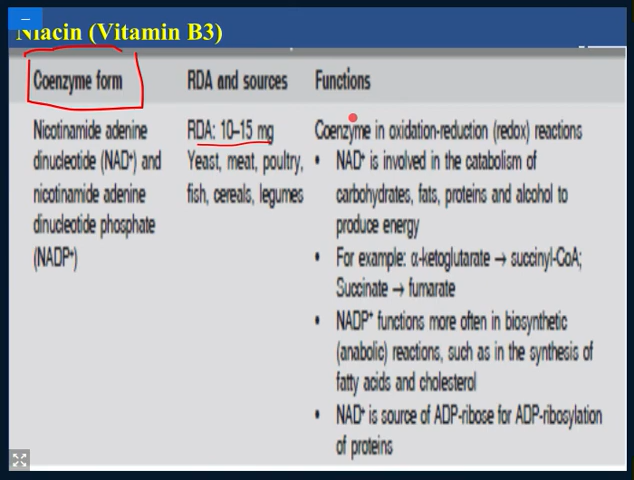 Niacin (Vitamin B3)
Coenzyme form
RDA and sources
Functions
Nicotinamide adenine
dinucleotide (NAD⁺) and
nicotinamide adenine
dinucleotide phosphate
(NADP⁺)
RDA: 10–15 mg
Yeast, meat, poultry,
fish, cereals, legumes
Coenzyme in oxidation-reduction (redox) reactions
• NAD⁺ is involved in the catabolism of
carbohydrates, fats, proteins and alcohol to
produce energy
• For example: α-ketoglutarate → succinyl-CoA;
Succinate → fumarate
• NADP⁺ functions more often in biosynthetic
(anabolic) reactions, such as in the synthesis of
fatty acids and cholesterol
• NAD⁺ is source of ADP-ribose for ADP-ribosylation
of proteins